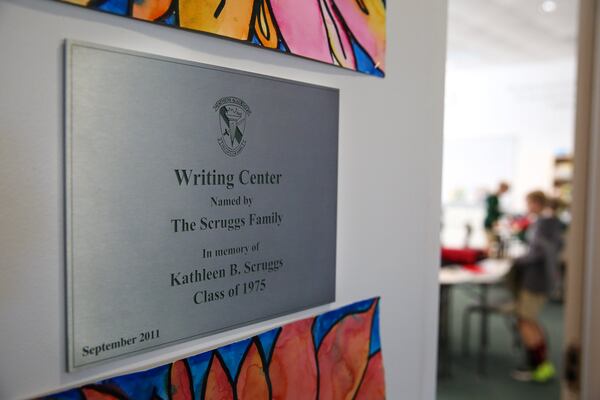 Writing Center
Named by
The Scruggs Family
In memory of
Kathleen B. Scruggs
Class of 1975
September 2011